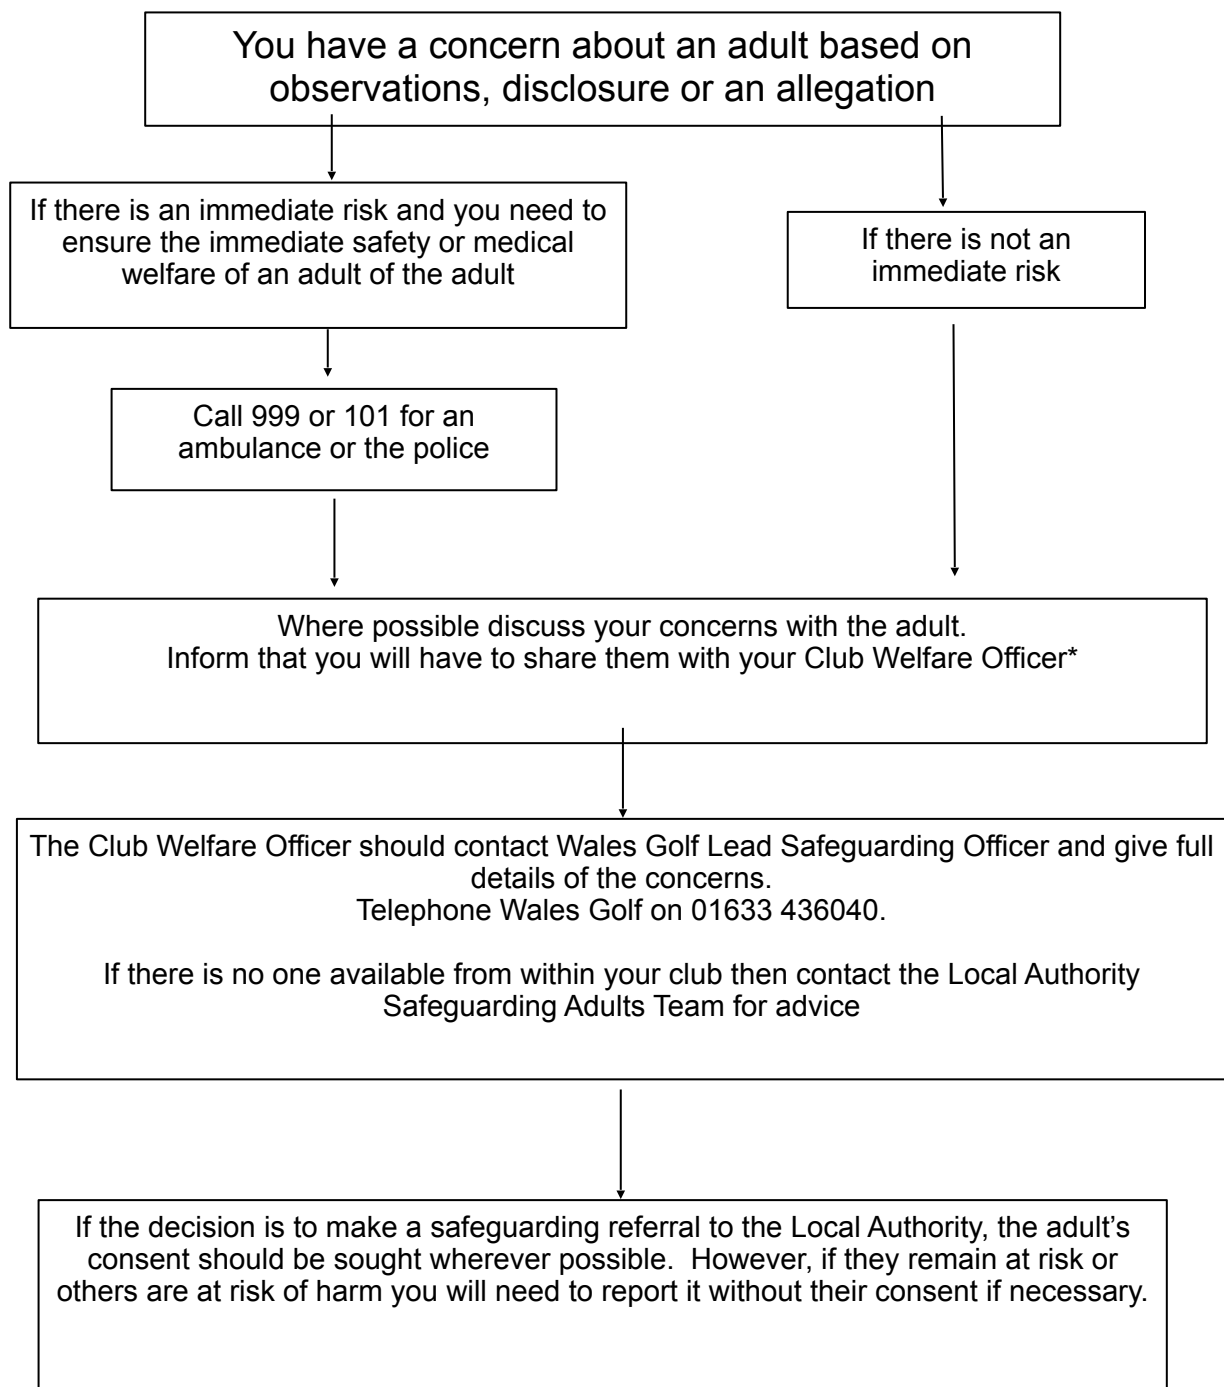 You have a concern about an adult based on
observations, disclosure or an allegation
If there is an immediate risk and you need to
ensure the immediate safety or medical
welfare of an adult of the adult
If there is not an
immediate risk
Call 999 or 101 for an
ambulance or the police
Where possible discuss your concerns with the adult.
Inform that you will have to share them with your Club Welfare Officer*
The Club Welfare Officer should contact Wales Golf Lead Safeguarding Officer and give full
details of the concerns.
Telephone Wales Golf on 01633 436040.
If there is no one available from within your club then contact the Local Authority
Safeguarding Adults Team for advice
If the decision is to make a safeguarding referral to the Local Authority, the adult’s
consent should be sought wherever possible.  However, if they remain at risk or
others are at risk of harm you will need to report it without their consent if necessary.